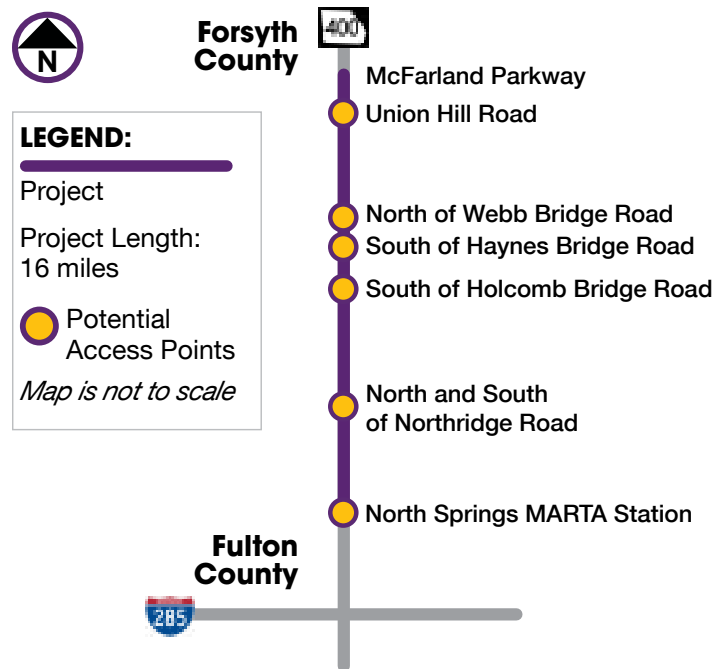 N
Forsyth
County
400
McFarland Parkway
Union Hill Road
LEGEND:
Project
Project Length:
16 miles
Potential
Access Points
Map is not to scale
North of Webb Bridge Road
South of Haynes Bridge Road
South of Holcomb Bridge Road
North and South
of Northridge Road
North Springs MARTA Station
Fulton
County
285